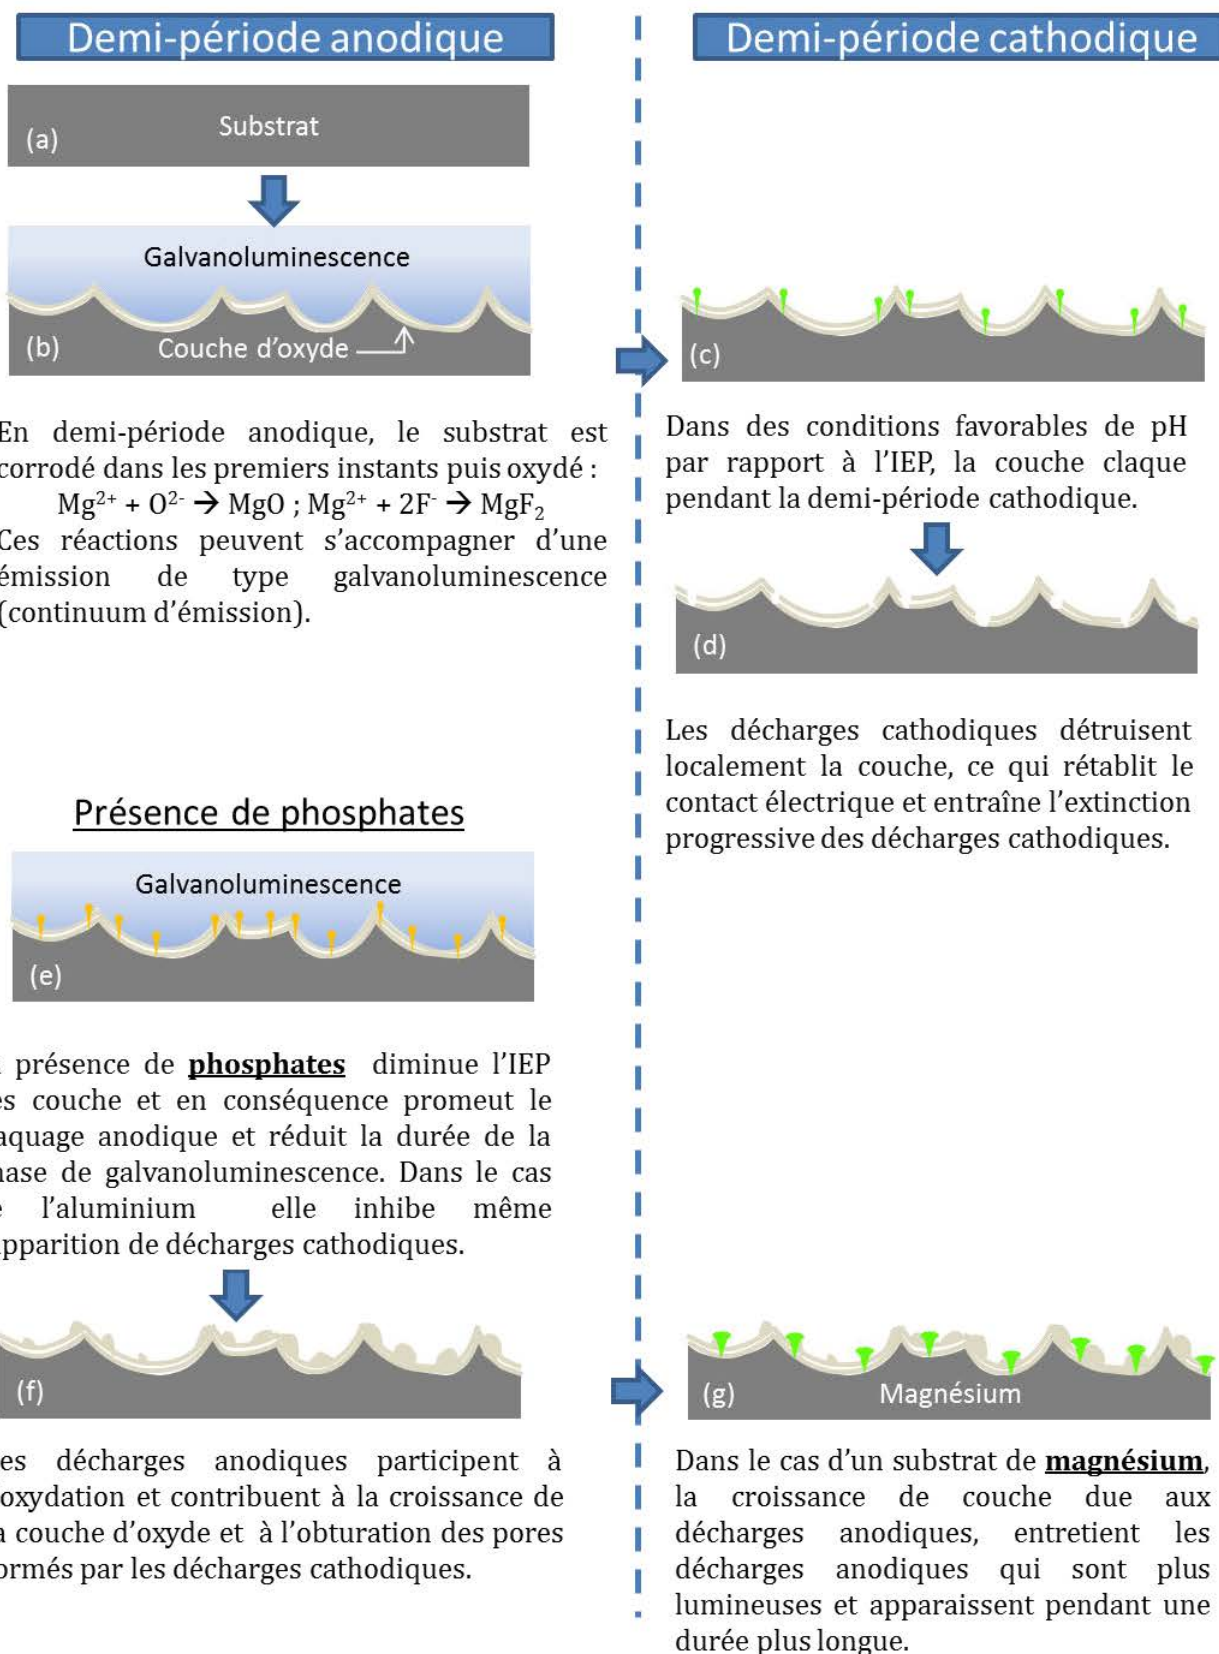 Demi-période anodique
(a)
Substrat
Galvanoluminescence
(b)
Couche d’oxyde
En demi-période anodique, le substrat est
corrodé dans les premiers instants puis oxydé :
Mg²⁺ + O²⁻ → MgO ; Mg²⁺ + 2F⁻ → MgF₂
Ces réactions peuvent s’accompagner d’une
émission de type galvanoluminescence
(continuum d’émission).
Présence de phosphates
Galvanoluminescence
(e)
présence de phosphates diminue l’IEP
es couche et en conséquence promeut le
aquage anodique et réduit la durée de la
hase de galvanoluminescence. Dans le cas
e l’aluminium elle inhibe même
pparition de décharges cathodiques.
(f)
es décharges anodiques participent à
oxydation et contribuent à la croissance de
a couche d’oxyde et à l’obturation des pores
ormés par les décharges cathodiques.
Demi-période cathodique
(c)
Dans des conditions favorables de pH
par rapport à l’IEP, la couche claque
pendant la demi-période cathodique.
(d)
Les décharges cathodiques détruisent
localement la couche, ce qui rétablit le
contact électrique et entraîne l’extinction
progressive des décharges cathodiques.
(g)
Magnésium
Dans le cas d’un substrat de magnésium,
la croissance de couche due aux
décharges anodiques, entretient les
décharges anodiques qui sont plus
lumineuses et apparaissent pendant une
durée plus longue.